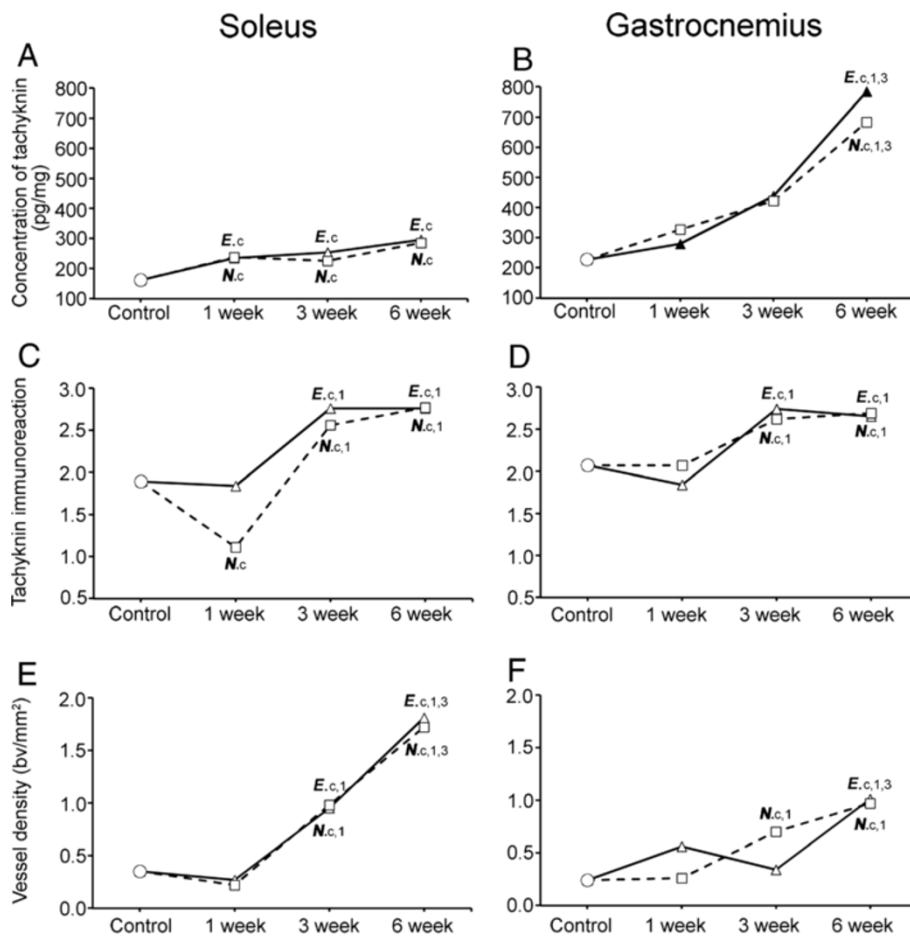 Soleus
Gastrocnemius
A
Concentration of tachyknin
(pg/mg)
800
700
600
500
400
300
200
100
E.c
E.c
E.c
N.c
N.c
N.c
Control 1 week 3 week 6 week
B
800
700
600
500
400
300
200
100
E.c,1,3
N.c,1,3
Control 1 week 3 week 6 week
C
Tachyknin immunoreaction
3.0
2.5
2.0
1.5
1.0
0.5
E.c,1
E.c,1
N.c,1
N.c,1
N.c
Control 1 week 3 week 6 week
D
3.0
2.5
2.0
1.5
1.0
0.5
E.c,1
E.c,1
N.c,1
N.c,1
Control 1 week 3 week 6 week
E
Vessel density (bv/mm²)
2.0
1.5
1.0
0.5
0.0
E.c,1,3
N.c,1,3
E.c,1
N.c,1
Control 1 week 3 week 6 week
F
2.0
1.5
1.0
0.5
0.0
E.c,1,3
N.c,1
N.c,1
Control 1 week 3 week 6 week